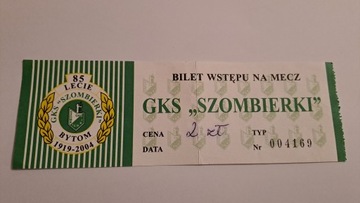 85
LECIE
GKS „SZOMBIERKI”
BYTOM
1919-2004
BILET WSTĘPU NA MECZ
GKS „SZOMBIERKI”
CENA 2 zł TYP
DATA Nr 004169